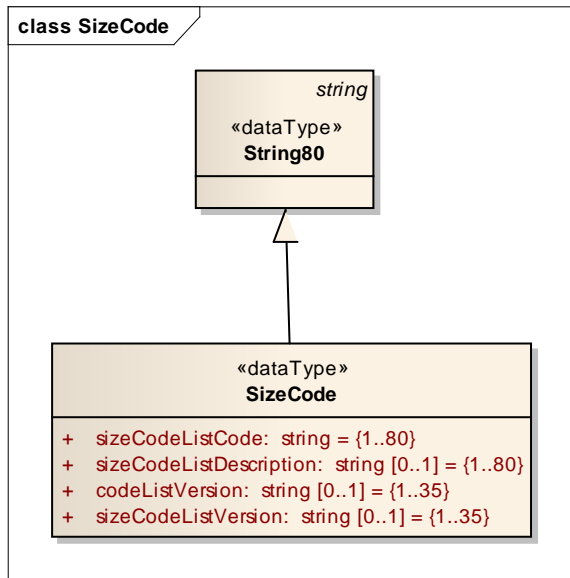 class SizeCode
string
«dataType»
String80
«dataType»
SizeCode
+ sizeCodeListCode: string = {1..80}
+ sizeCodeListDescription: string [0..1] = {1..80}
+ codeListVersion: string [0..1] = {1..35}
+ sizeCodeListVersion: string [0..1] = {1..35}